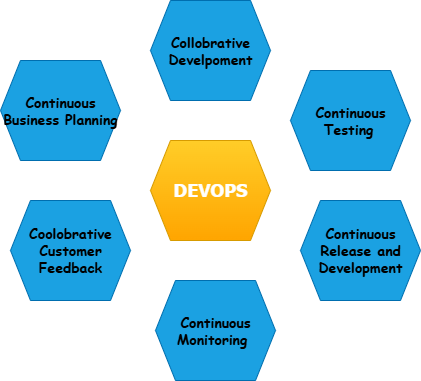 Collobrative
Develpoment
Continuous
Business Planning
Continuous
Testing
DEVOPS
Coolobrative
Customer
Feedback
Continuous
Release and
Development
Continuous
Monitoring